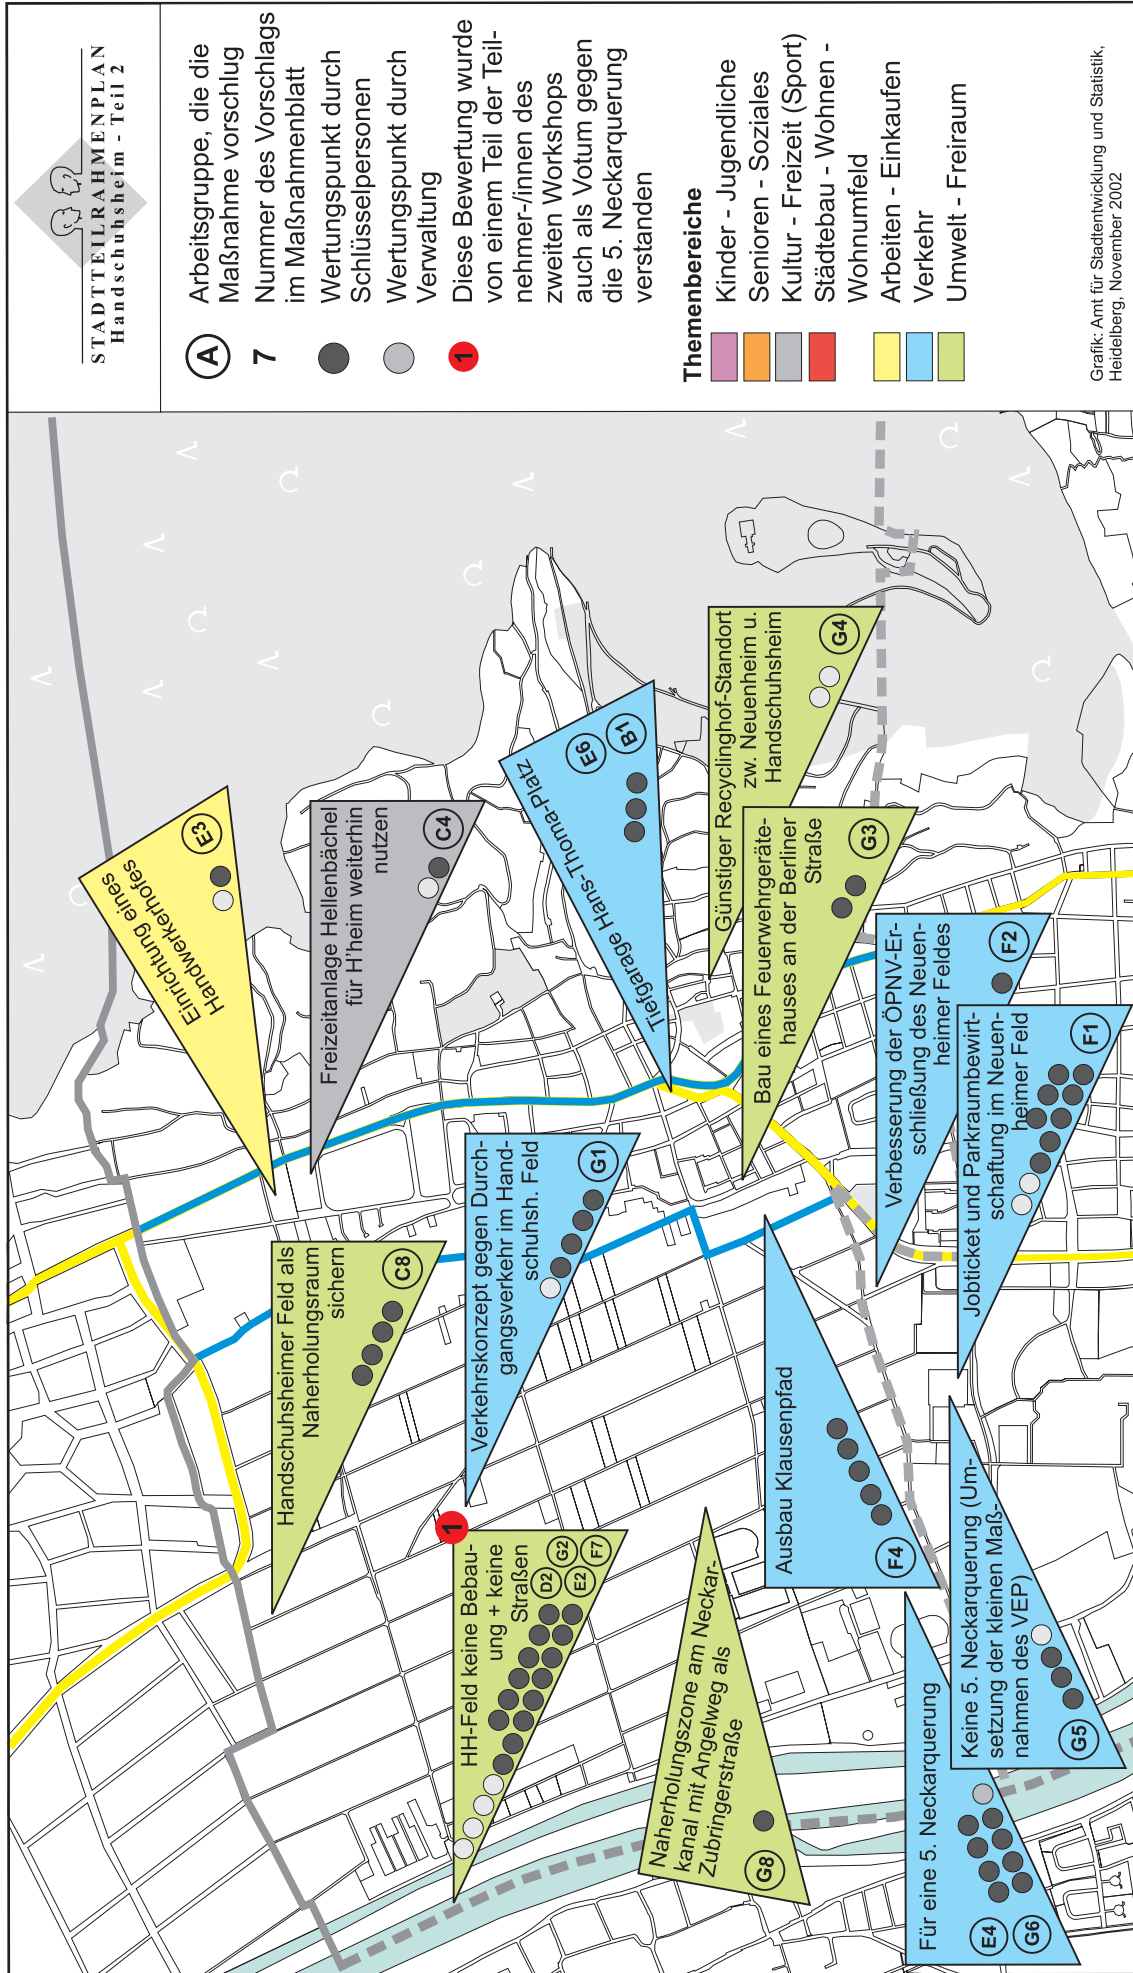 STADTTEILRAHMENPLAN
Handschuhsheim - Teil 2
A
Arbeitsgruppe, die die
Maßnahme vorschlug
7
Nummer des Vorschlags
im Maßnahmenblatt
Wertungspunkt durch
Schlüsselpersonen
Wertungspunkt durch
Verwaltung
1
Diese Bewertung wurde
von einem Teil der Teil-
nehmer-/innen des
zweiten Workshops
auch als Votum gegen
die 5. Neckarquerung
verstanden
Themenbereiche
Kinder - Jugendliche
Senioren - Soziales
Kultur - Freizeit (Sport)
Städtebau - Wohnen -
Wohnumfeld
Arbeiten - Einkaufen
Verkehr
Umwelt - Freiraum
Grafik: Amt für Stadtentwicklung und Statistik,
Heidelberg, November 2002
Einrichtung eines
Handwerkerhofes
E3
Freizeitanlage Hellenbächel
für H'heim weiterhin
nutzen
C4
Tiefgarage Hans-Thoma-Platz
E6
B1
Günstiger Recyclinghof-Standort
zw. Neuenheim u.
Handschuhsheim
G4
Bau eines Feuerwehrgeräte-
hauses an der Berliner
Straße
G3
Verbesserung der ÖPNV-Er-
schließung des Neuen-
heimer Feldes
F2
Jobticket und Parkraumbewirt-
schaftung im Neuen-
heimer Feld
F1
Handschuhsheimer Feld als
Naherholungsraum
sichern
C8
Verkehrskonzept gegen Durch-
gangsverkehr im Hand-
schuhsh. Feld
G1
1
HH-Feld keine Bebau-
ung + keine
Straßen
D2
G2
E2
F7
Ausbau Klausenpfad
F4
Naherholungszone am Neckar-
kanal mit Angelweg als
Zubringerstraße
G8
Für eine 5. Neckarquerung
E4
G6
Keine 5. Neckarquerung (Um-
setzung der kleinen Maß-
nahmen des VEP)
G5